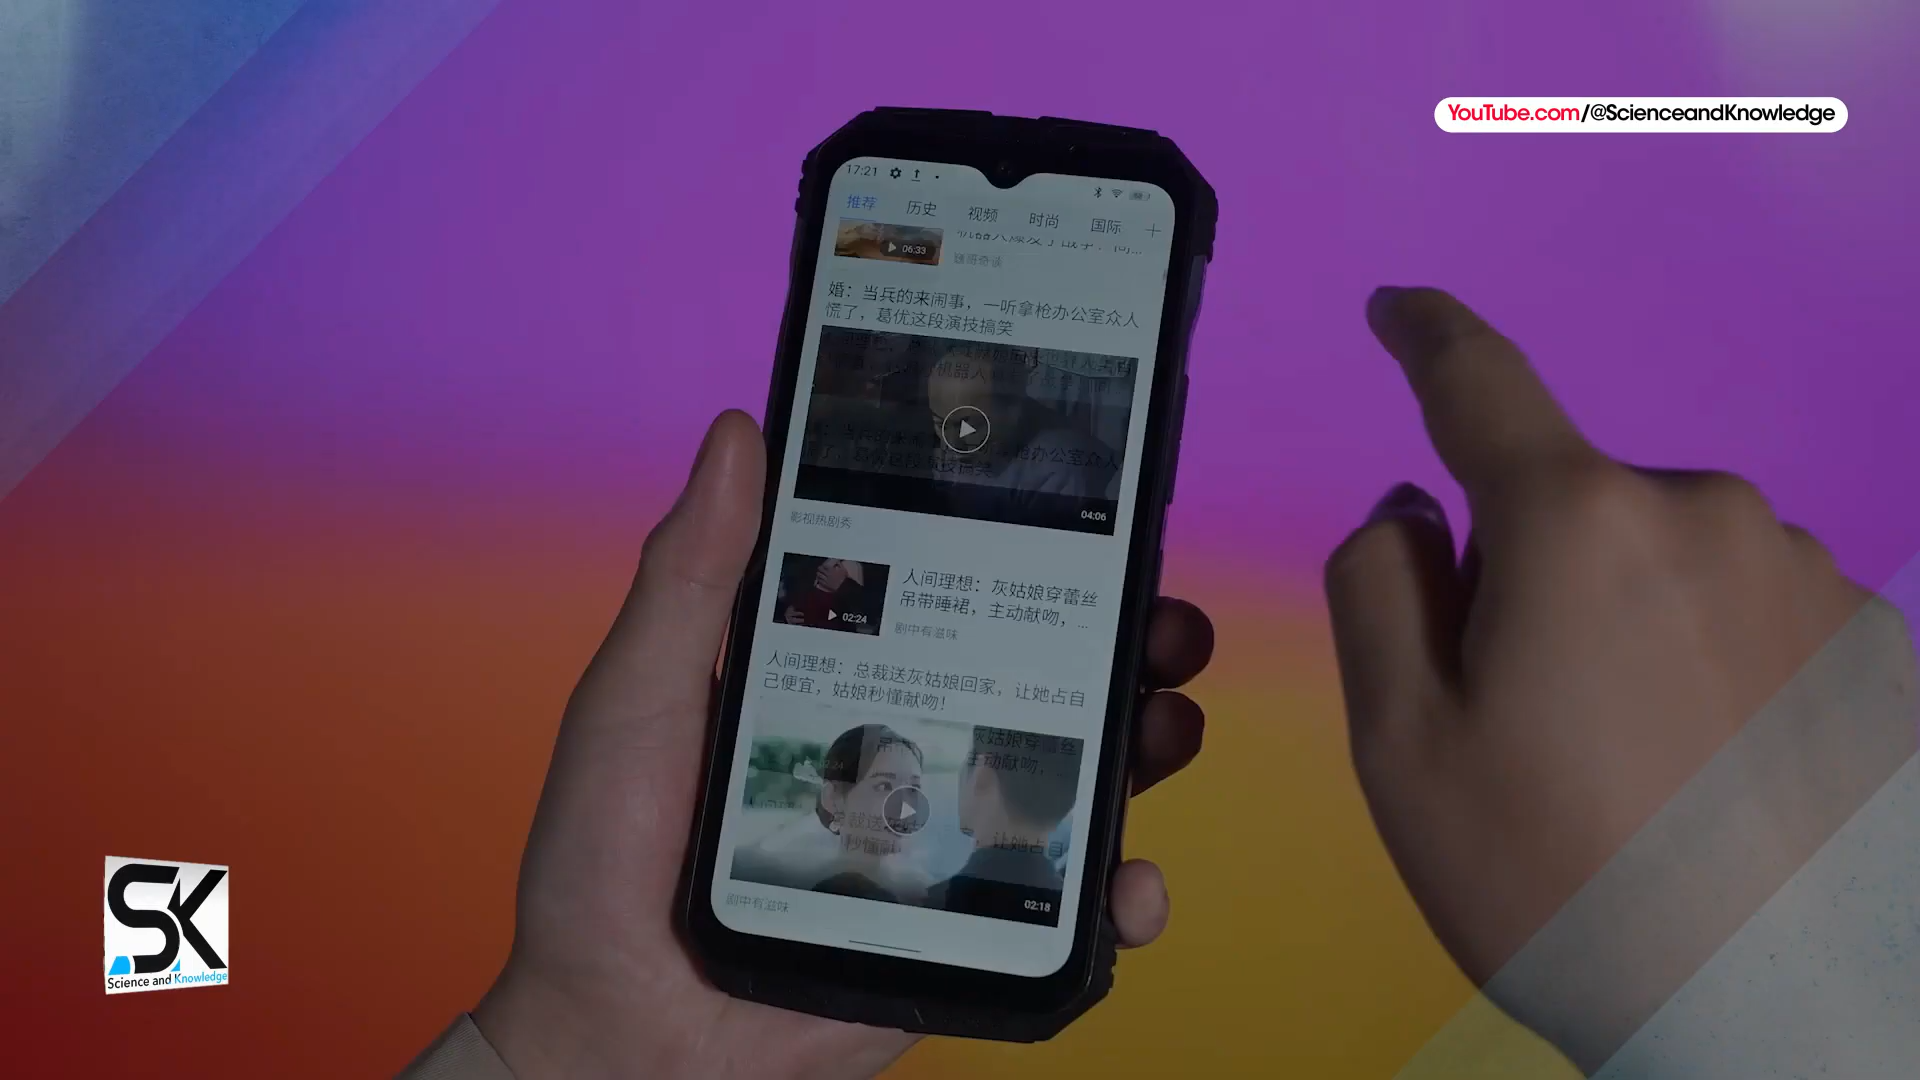 YouTube.com/@ScienceandKnowledge
17:21
推荐 历史 视频 时尚 国际
06:33
婚：当兵的来闹事，一听拿枪办公室众人
慌了，葛优这段演技搞笑
04:06
影视热剧秀
人间理想：灰姑娘穿蕾丝
吊带睡裙，主动献吻，...
02:24
剧中有滋味
人间理想：总裁送灰姑娘回家，让她占自
己便宜，姑娘秒懂献吻！
02:18
剧中有滋味
SK
Science and Knowledge